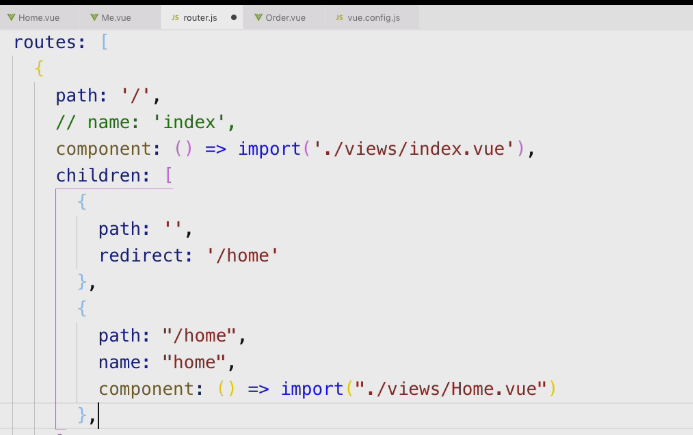 Home.vue Me.vue JS router.js Order.vue JS vue.config.js
routes: [
{
path: '/',
// name: 'index',
component: () => import('./views/index.vue'),
children: [
{
path: '',
redirect: '/home'
},
{
path: "/home",
name: "home",
component: () => import("./views/Home.vue")
},